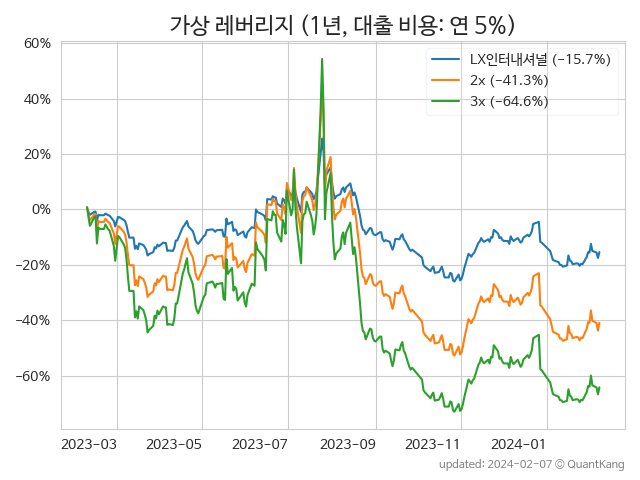 가상 레버리지 (1년, 대출 비용: 연 5%)
60%
40%
20%
0%
−20%
−40%
−60%
LX인터내셔널 (−15.7%)
2x (−41.3%)
3x (−64.6%)
2023-03
2023-05
2023-07
2023-09
2023-11
2024-01
updated: 2024-02-07 © QuantKang